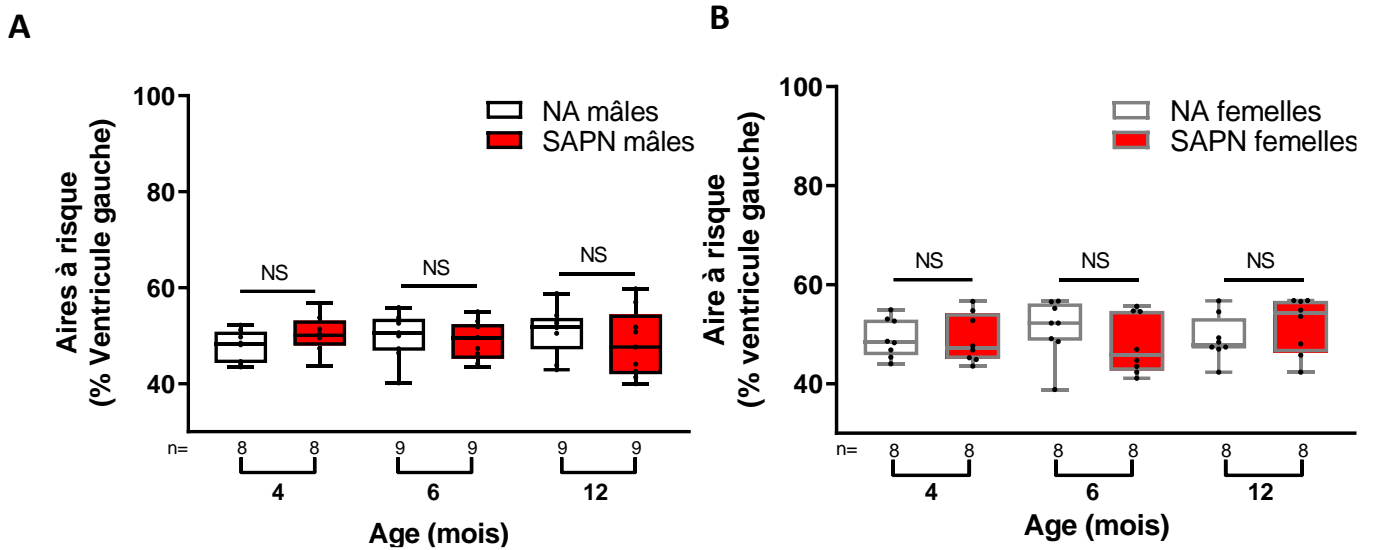 A
Aires à risque
(% Ventricule gauche)
100
80
60
40
NA mâles
SAPN mâles
NS
NS
NS
n=
8
8
9
9
9
9
4
6
12
Age (mois)
B
Aire à risque
(% ventricule gauche)
100
80
60
40
NA femelles
SAPN femelles
NS
NS
NS
n=
8
8
8
8
8
8
4
6
12
Age (mois)